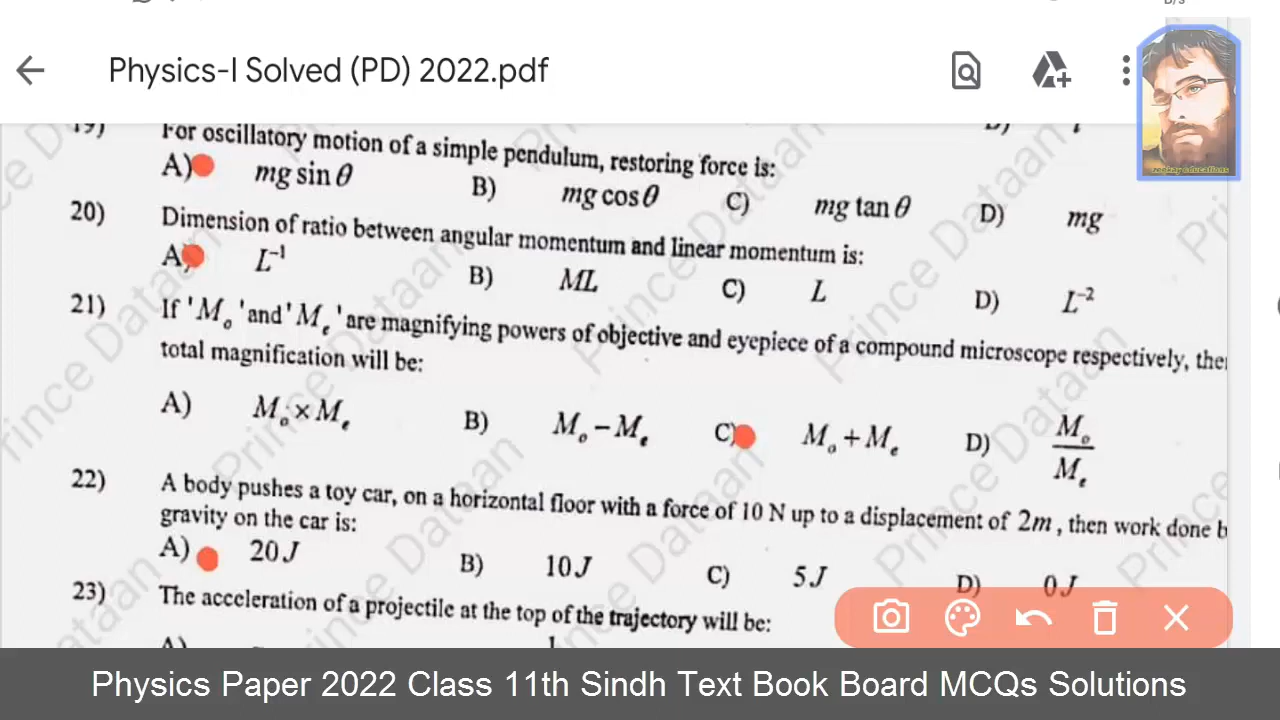 B/s
Physics-I Solved (PD) 2022.pdf
19) For oscillatory motion of a simple pendulum, restoring force is:
A) mg sin θ B) mg cos θ C) mg tan θ D) mg
20) Dimension of ratio between angular momentum and linear momentum is:
A) L⁻¹ B) ML C) L D) L⁻²
21) If 'Mₒ' and 'Mₑ' are magnifying powers of objective and eyepiece of a compound microscope respectively, the
total magnification will be:
A) Mₒ × Mₑ B) Mₒ − Mₑ C) Mₒ + Mₑ D) Mₒ / Mₑ
22) A body pushes a toy car, on a horizontal floor with a force of 10 N up to a displacement of 2m, then work done b
gravity on the car is:
A) 20J B) 10J C) 5J D) 0J
23) The acceleration of a projectile at the top of the trajectory will be:
Prince Dataan
Physics Paper 2022 Class 11th Sindh Text Book Board MCQs Solutions